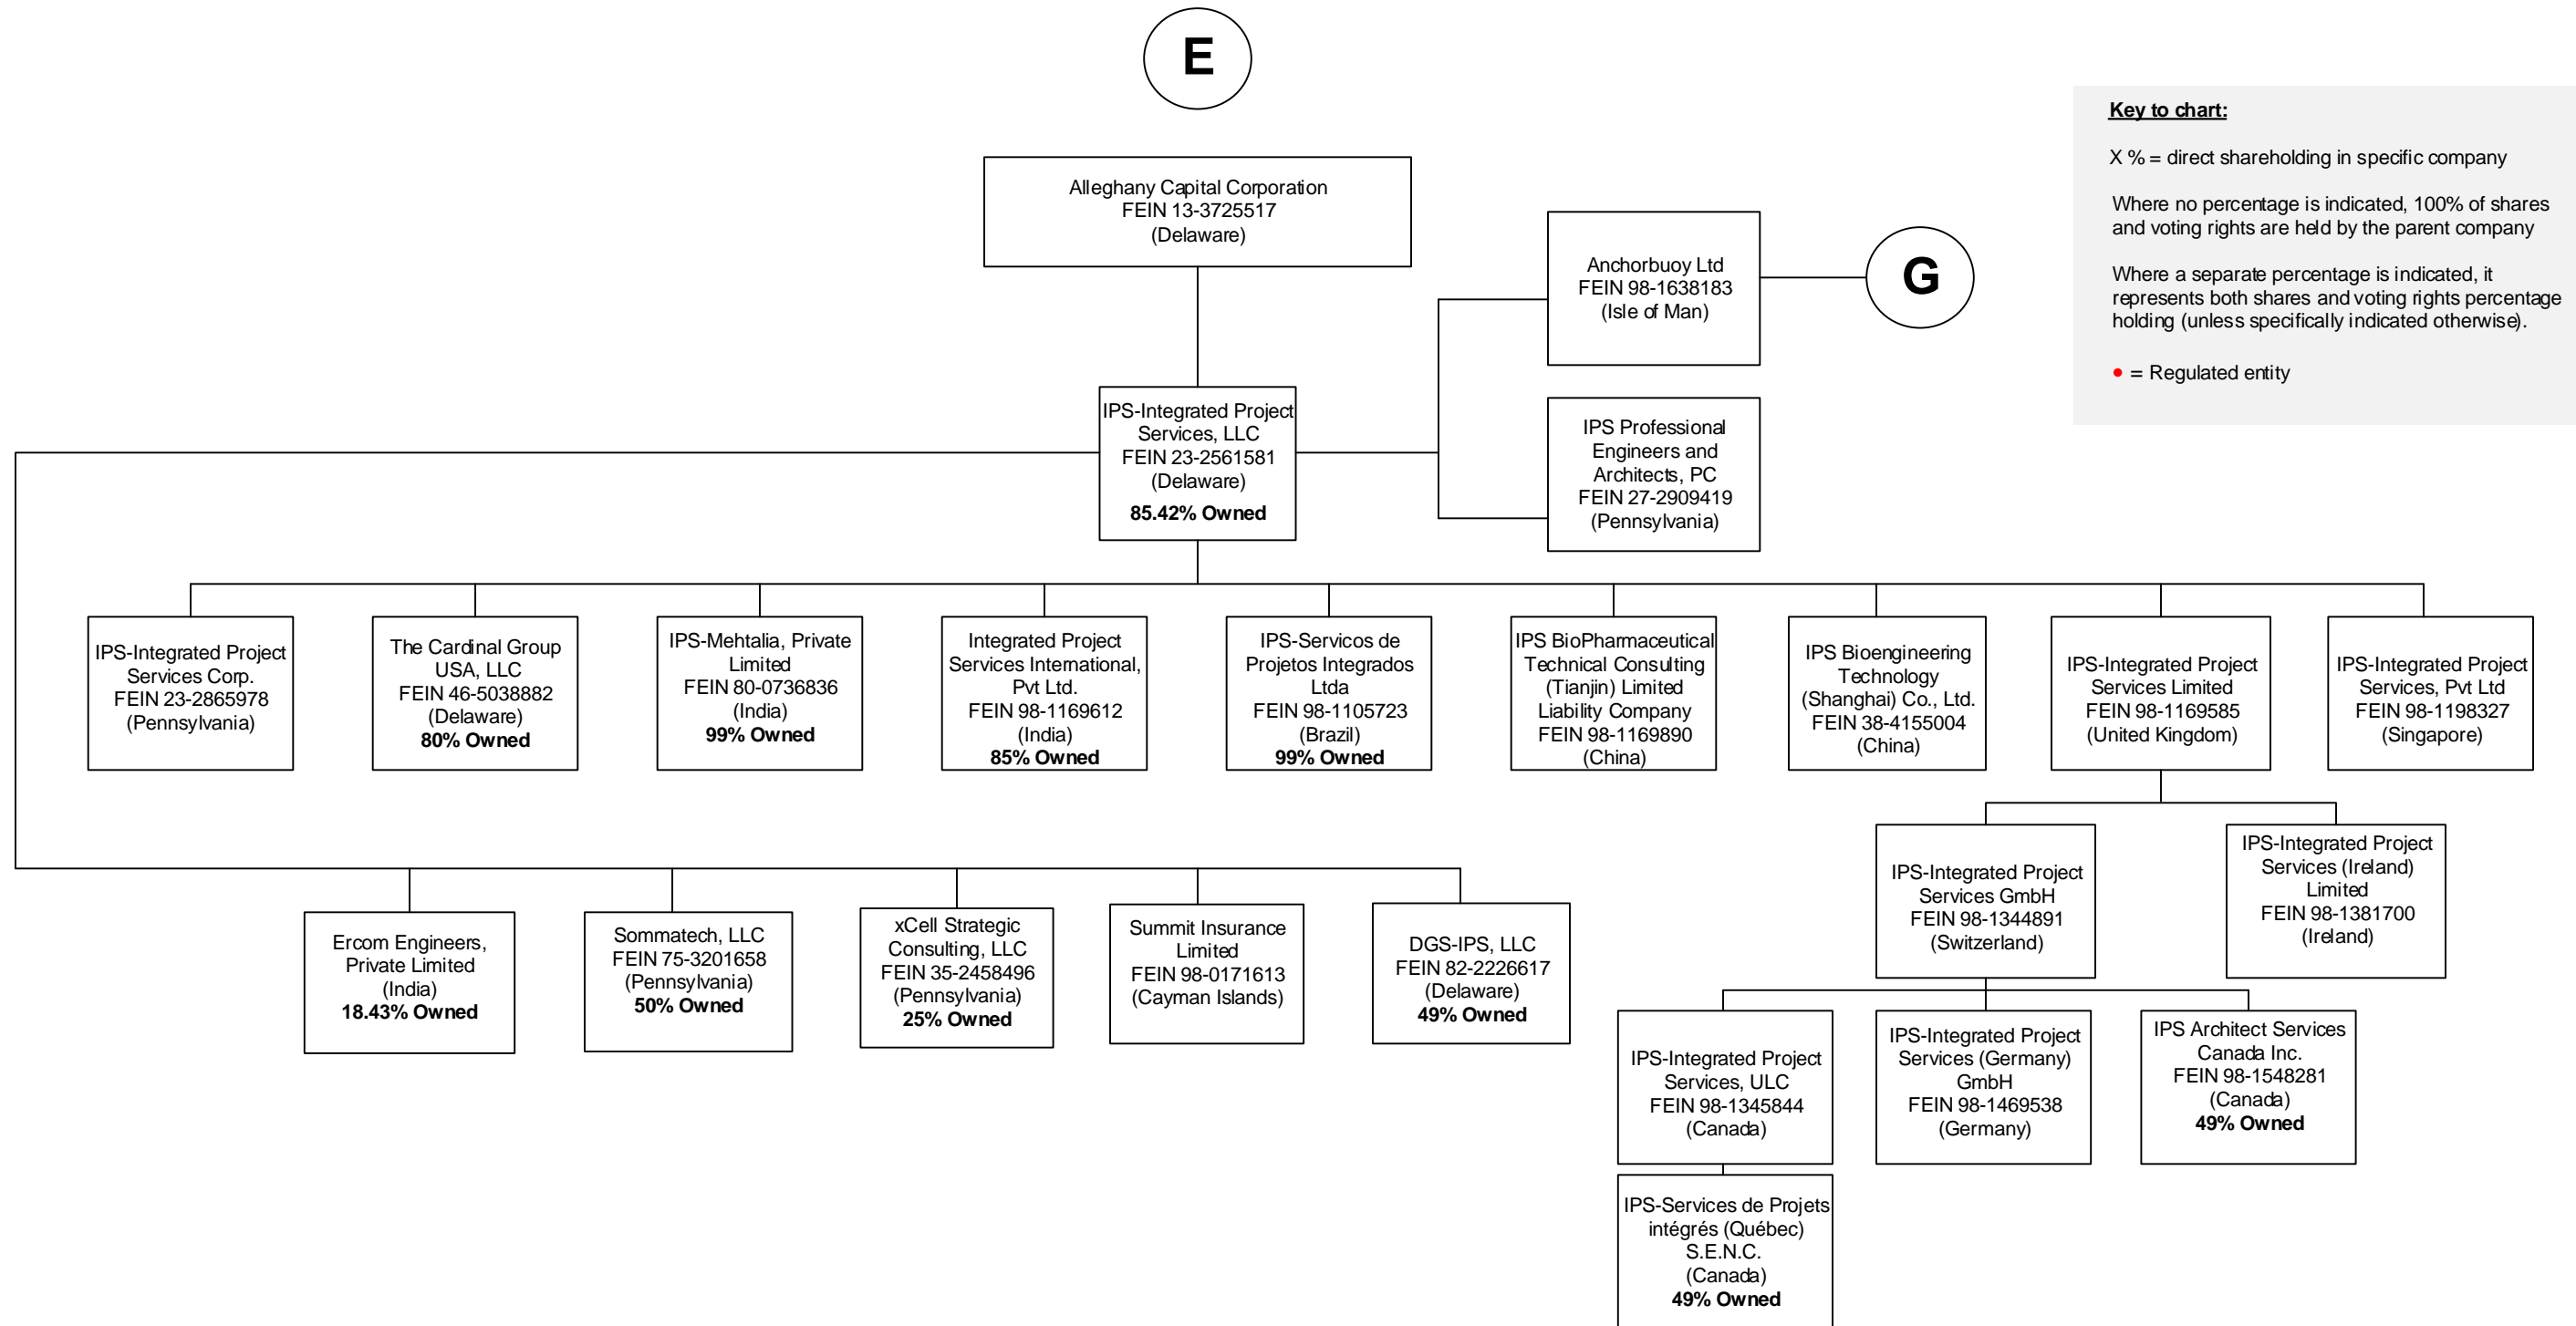 E
Alleghany Capital Corporation
FEIN 13-3725517
(Delaware)
Anchorbuoy Ltd
FEIN 98-1638183
(Isle of Man)
G
Key to chart:
X % = direct shareholding in specific company
Where no percentage is indicated, 100% of shares
and voting rights are held by the parent company
Where a separate percentage is indicated, it
represents both shares and voting rights percentage
holding (unless specifically indicated otherwise).
• = Regulated entity
IPS-Integrated Project
Services, LLC
FEIN 23-2561581
(Delaware)
85.42% Owned
IPS Professional
Engineers and
Architects, PC
FEIN 27-2909419
(Pennsylvania)
IPS-Integrated Project
Services Corp.
FEIN 23-2865978
(Pennsylvania)
The Cardinal Group
USA, LLC
FEIN 46-5038882
(Delaware)
80% Owned
IPS-Mehtalia, Private
Limited
FEIN 80-0736836
(India)
99% Owned
Integrated Project
Services International,
Pvt Ltd.
FEIN 98-1169612
(India)
85% Owned
IPS-Servicos de
Projetos Integrados
Ltda
FEIN 98-1105723
(Brazil)
99% Owned
IPS BioPharmaceutical
Technical Consulting
(Tianjin) Limited
Liability Company
FEIN 98-1169890
(China)
IPS Bioengineering
Technology
(Shanghai) Co., Ltd.
FEIN 38-4155004
(China)
IPS-Integrated Project
Services Limited
FEIN 98-1169585
(United Kingdom)
IPS-Integrated Project
Services, Pvt Ltd
FEIN 98-1198327
(Singapore)
IPS-Integrated Project
Services GmbH
FEIN 98-1344891
(Switzerland)
IPS-Integrated Project
Services (Ireland)
Limited
FEIN 98-1381700
(Ireland)
Ercom Engineers,
Private Limited
(India)
18.43% Owned
Sommatech, LLC
FEIN 75-3201658
(Pennsylvania)
50% Owned
xCell Strategic
Consulting, LLC
FEIN 35-2458496
(Pennsylvania)
25% Owned
Summit Insurance
Limited
FEIN 98-0171613
(Cayman Islands)
DGS-IPS, LLC
FEIN 82-2226617
(Delaware)
49% Owned
IPS-Integrated Project
Services, ULC
FEIN 98-1345844
(Canada)
IPS-Integrated Project
Services (Germany)
GmbH
FEIN 98-1469538
(Germany)
IPS Architect Services
Canada Inc.
FEIN 98-1548281
(Canada)
49% Owned
IPS-Services de Projets
intégrés (Québec)
S.E.N.C.
(Canada)
49% Owned